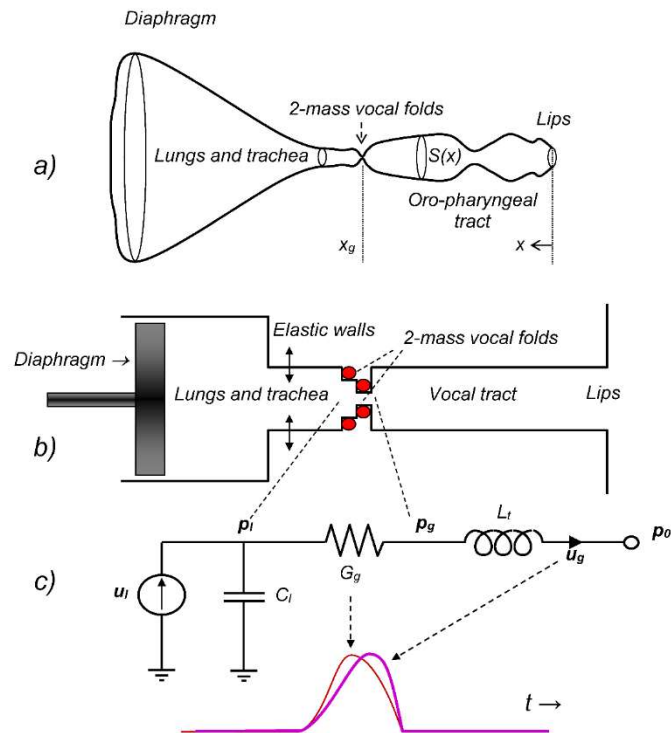 Diaphragm
2-mass vocal folds
Lips
a)
Lungs and trachea
S(x)
Oro-pharyngeal
tract
x_g
x ←
Elastic walls
2-mass vocal folds
Diaphragm →
Lungs and trachea
Vocal tract
Lips
b)
p_l
p_g
L_t
p_0
u_g
c)
u_l
C_l
G_g
t →